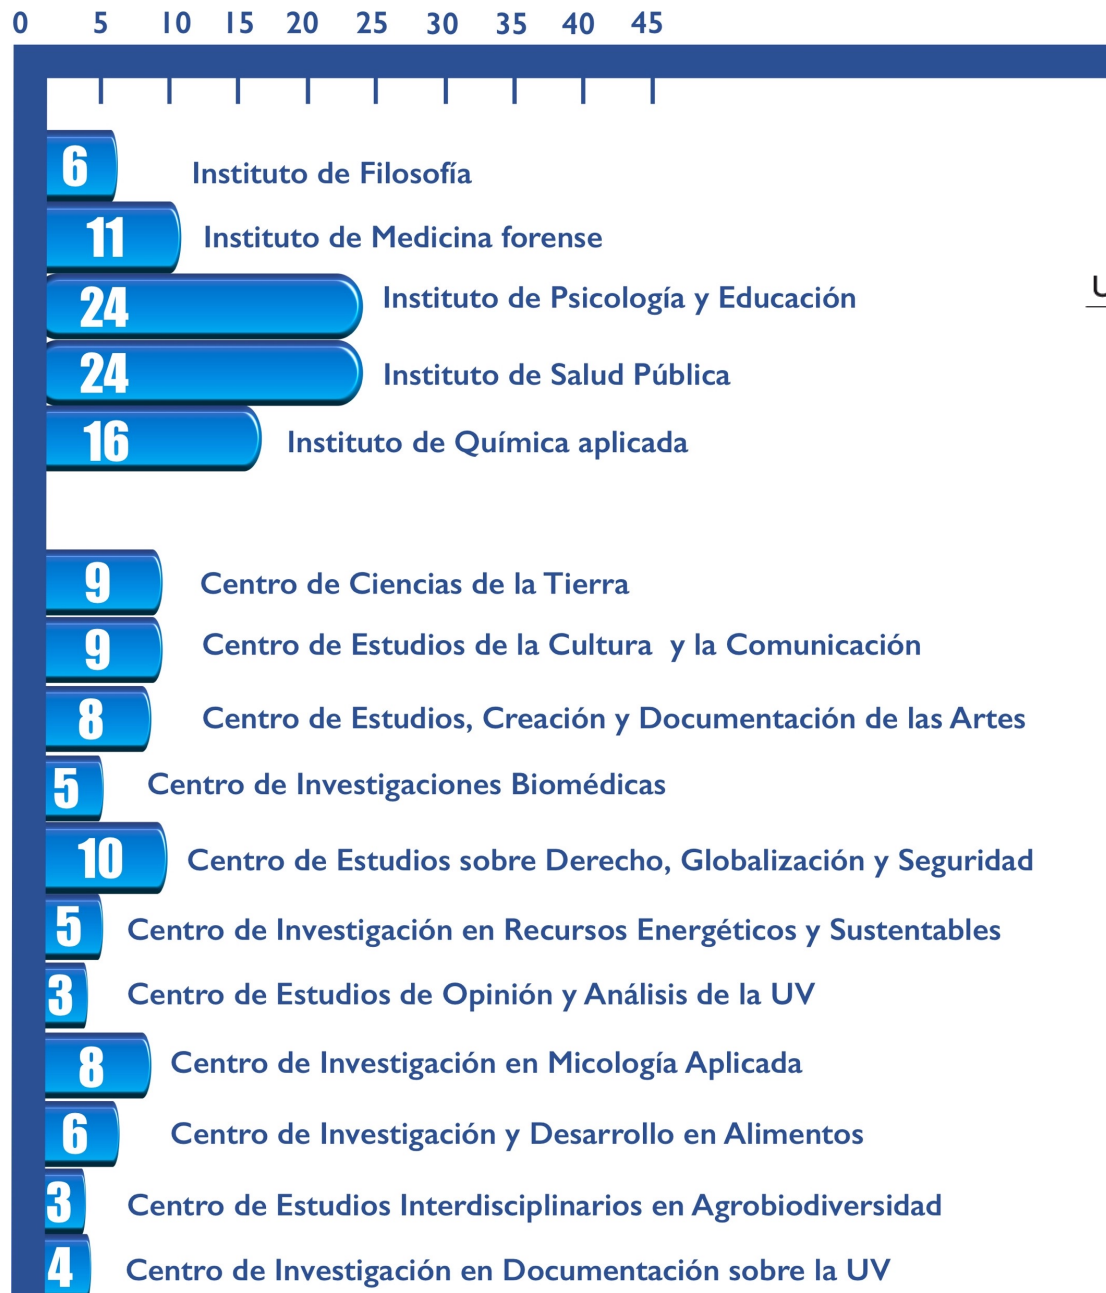 0 5 10 15 20 25 30 35 40 45
6 Instituto de Filosofía
11 Instituto de Medicina forense
24 Instituto de Psicología y Educación
U
24 Instituto de Salud Pública
16 Instituto de Química aplicada
9 Centro de Ciencias de la Tierra
9 Centro de Estudios de la Cultura y la Comunicación
8 Centro de Estudios, Creación y Documentación de las Artes
5 Centro de Investigaciones Biomédicas
10 Centro de Estudios sobre Derecho, Globalización y Seguridad
5 Centro de Investigación en Recursos Energéticos y Sustentables
3 Centro de Estudios de Opinión y Análisis de la UV
8 Centro de Investigación en Micología Aplicada
6 Centro de Investigación y Desarrollo en Alimentos
3 Centro de Estudios Interdisciplinarios en Agrobiodiversidad
4 Centro de Investigación en Documentación sobre la UV